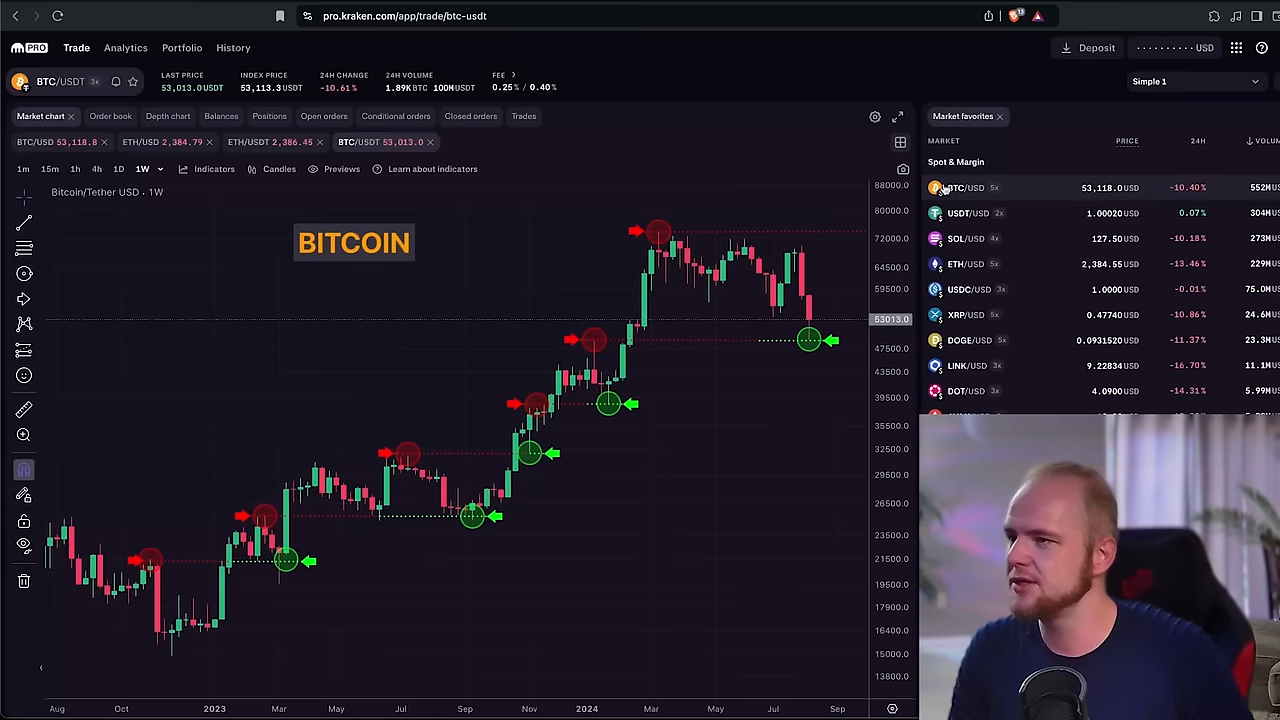 pro.kraken.com/app/trade/btc-usdt
13
PRO Trade Analytics Portfolio History Deposit ·········· USD
BTC/USDT 3x LAST PRICE 53,013.0 USDT INDEX PRICE 53,113.3 USDT 24H CHANGE -10.61% 24H VOLUME 1.89K BTC 100M USDT FEE 0.25% / 0.40% Simple 1
Market chart Order book Depth chart Balances Positions Open orders Conditional orders Closed orders Trades
BTC/USD 53,118.8 ETH/USD 2,384.79 ETH/USDT 2,386.45 BTC/USDT 53,013.0
1m 15m 1h 4h 1D 1W Indicators Candles Previews Learn about indicators
Bitcoin/Tether USD · 1W
BITCOIN
88000.0
80000.0
72000.0
64500.0
59500.0
53013.0
47500.0
43500.0
39500.0
35500.0
32500.0
29500.0
26500.0
23700.0
21500.0
19500.0
17900.0
16400.0
15000.0
13800.0
Aug Oct 2023 Mar May Jul Sep Nov 2024 Mar May Jul Sep
Market favorites
MARKET PRICE 24H VOLUM
Spot & Margin
BTC/USD 5x 53,118.0 USD -10.40% 552M
USDT/USD 2x 1.00020 USD 0.07% 304M
SOL/USD 4x 127.50 USD -10.18% 273M
ETH/USD 5x 2,384.55 USD -13.46% 229M
USDC/USD 3x 1.0000 USD -0.01% 75.0M
XRP/USD 5x 0.47740 USD -10.86% 24.6M
DOGE/USD 5x 0.0931520 USD -11.37% 23.3M
LINK/USD 3x 9.22834 USD -16.70% 11.1M
DOT/USD 3x 4.0900 USD -14.31% 5.99M